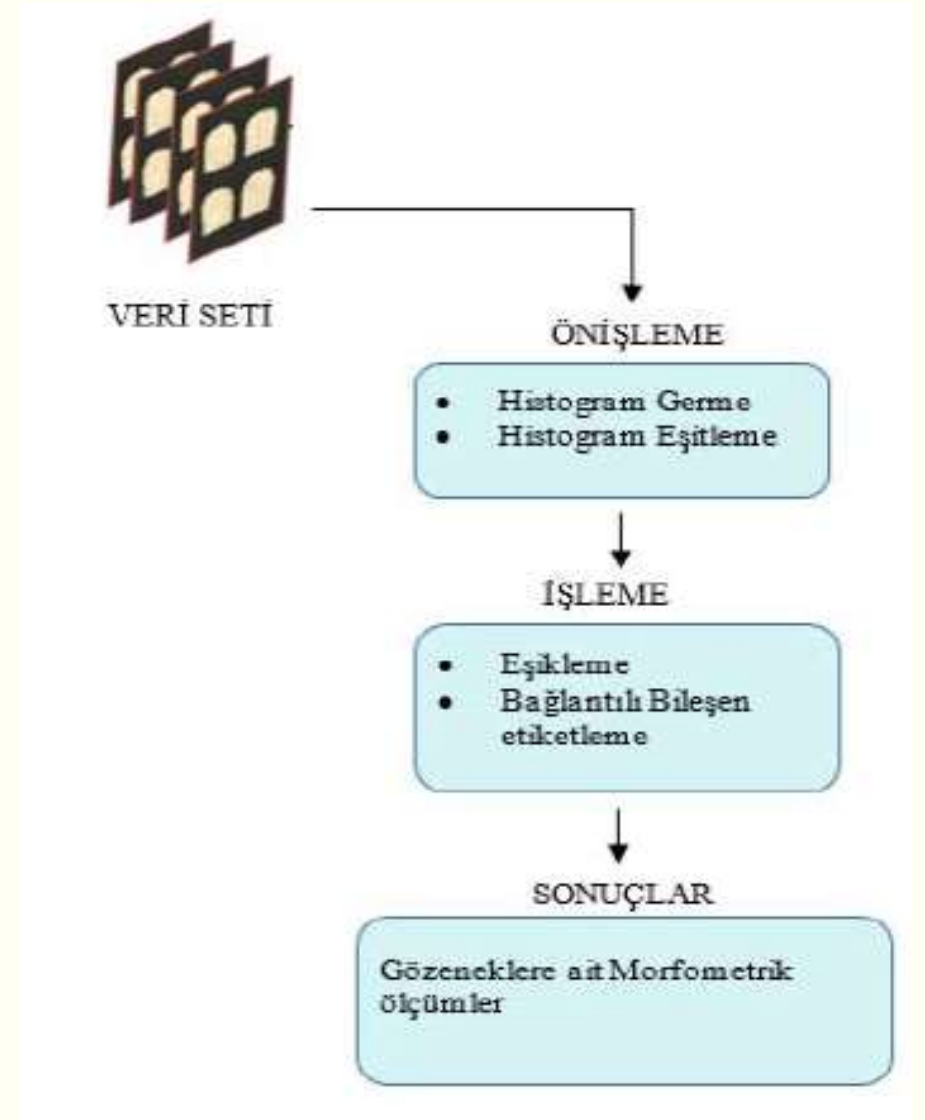 VERİ SETİ
ÖNİŞLEME
• Histogram Germe
• Histogram Eşitleme
İŞLEME
• Eşikleme
• Bağlantılı Bileşen
etiketleme
SONUÇLAR
Gözeneklere ait Morfometrik
ölçümler